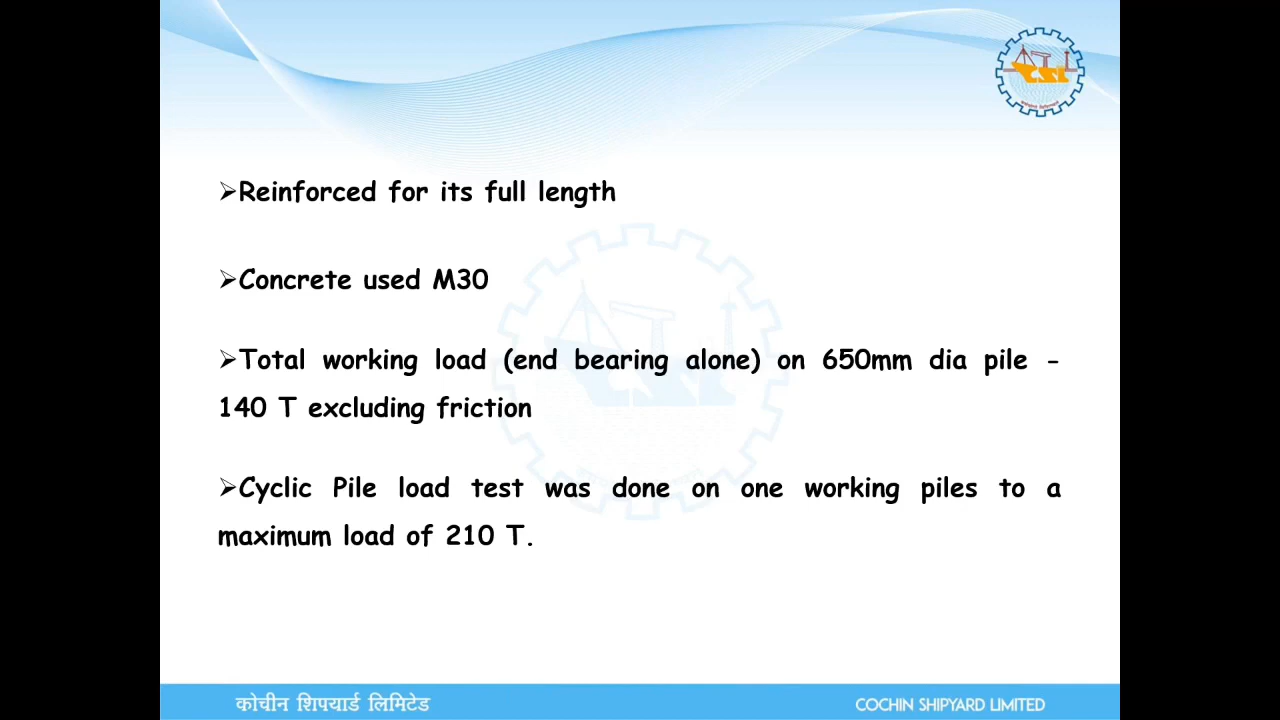 CSL
➢Reinforced for its full length
➢Concrete used M30
➢Total working load (end bearing alone) on 650mm dia pile -
140 T excluding friction
➢Cyclic Pile load test was done on one working piles to a
maximum load of 210 T.
कोचीन शिपयार्ड लिमिटेड
COCHIN SHIPYARD LIMITED